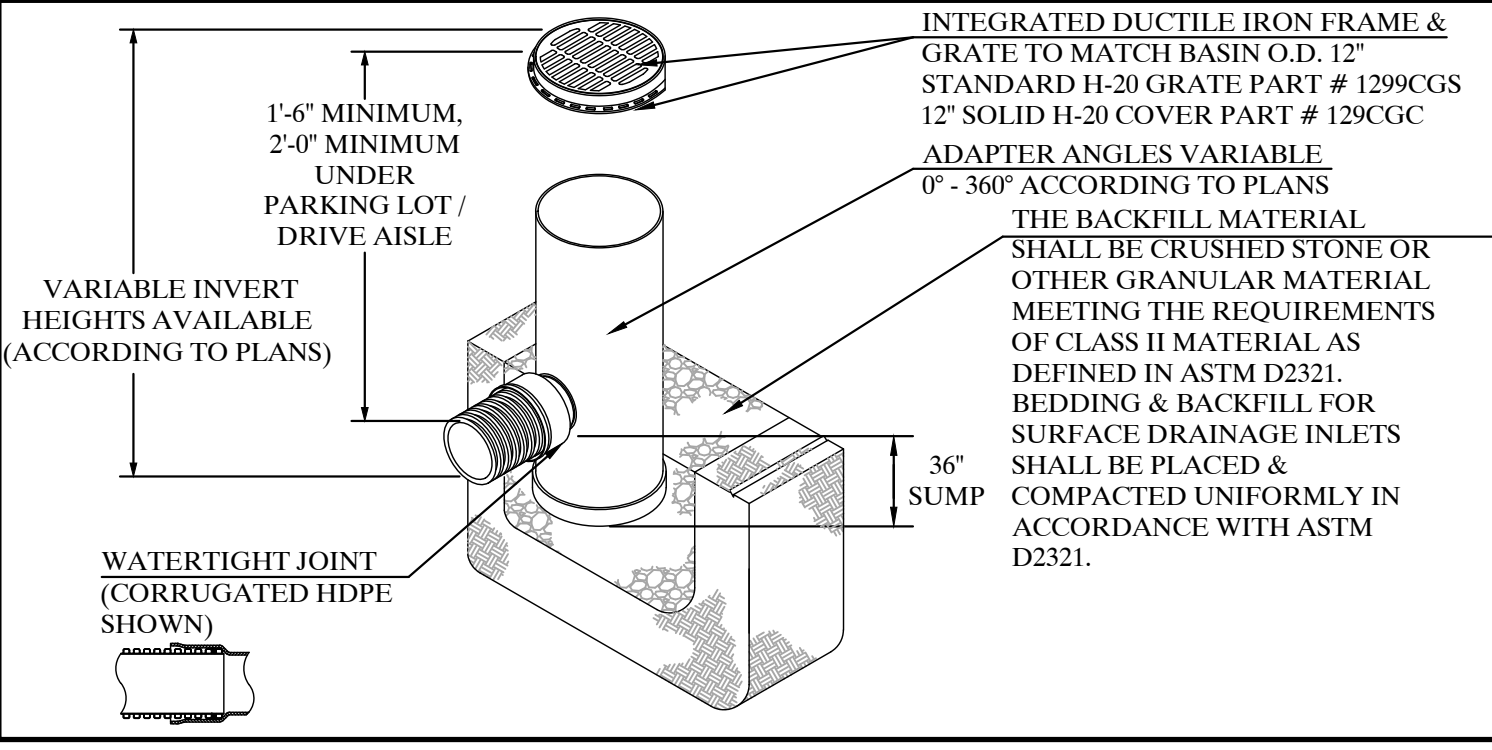 INTEGRATED DUCTILE IRON FRAME &
GRATE TO MATCH BASIN O.D. 12"
STANDARD H-20 GRATE PART # 1299CGS
12" SOLID H-20 COVER PART # 129CGC
1'-6" MINIMUM,
2'-0" MINIMUM
UNDER
PARKING LOT /
DRIVE AISLE
ADAPTER ANGLES VARIABLE
0° - 360° ACCORDING TO PLANS
THE BACKFILL MATERIAL
SHALL BE CRUSHED STONE OR
OTHER GRANULAR MATERIAL
MEETING THE REQUIREMENTS
OF CLASS II MATERIAL AS
DEFINED IN ASTM D2321.
BEDDING & BACKFILL FOR
SURFACE DRAINAGE INLETS
SHALL BE PLACED &
COMPACTED UNIFORMLY IN
ACCORDANCE WITH ASTM
D2321.
VARIABLE INVERT
HEIGHTS AVAILABLE
(ACCORDING TO PLANS)
36"
SUMP
WATERTIGHT JOINT
(CORRUGATED HDPE
SHOWN)